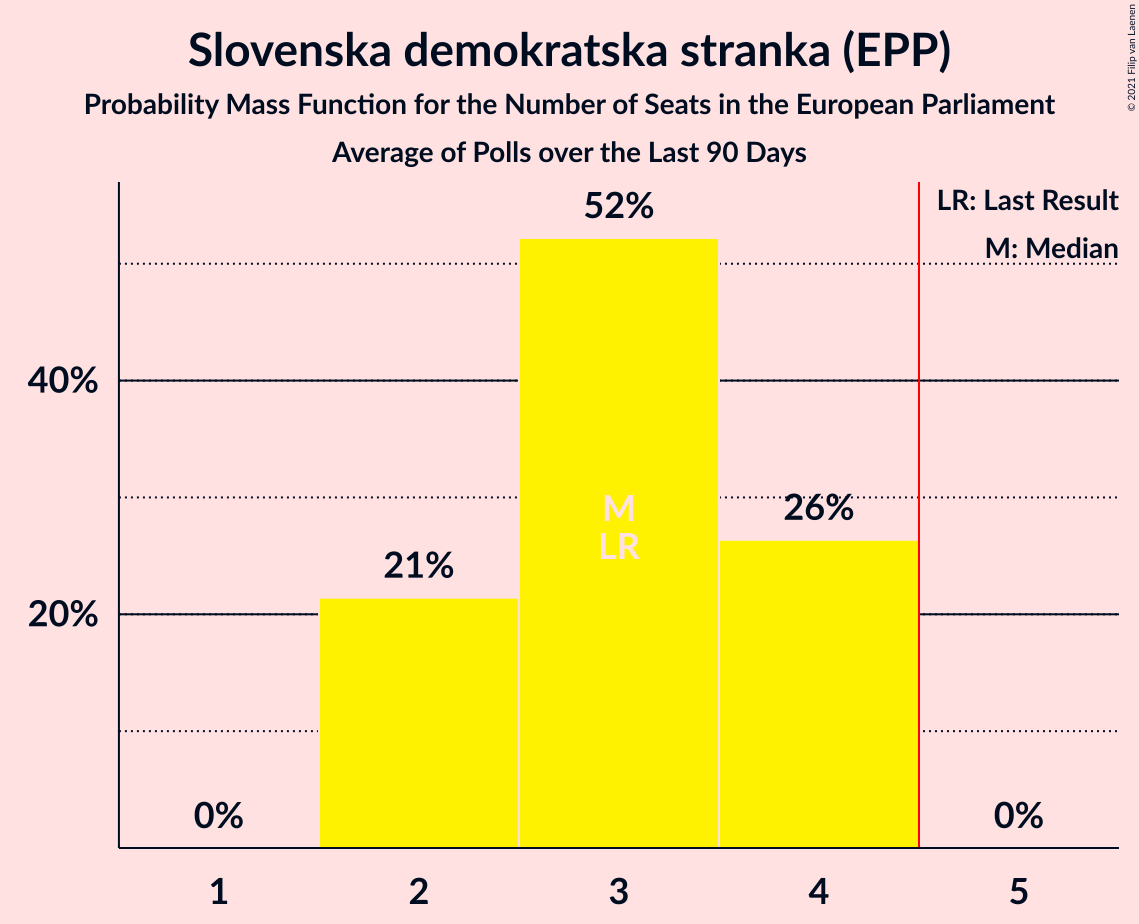 Slovenska demokratska stranka (EPP)
Probability Mass Function for the Number of Seats in the European Parliament
Average of Polls over the Last 90 Days
© 2021 Filip van Laenen
LR: Last Result
M: Median
52%
40%
M
LR
26%
21%
20%
0%
0%
1
2
3
4
5